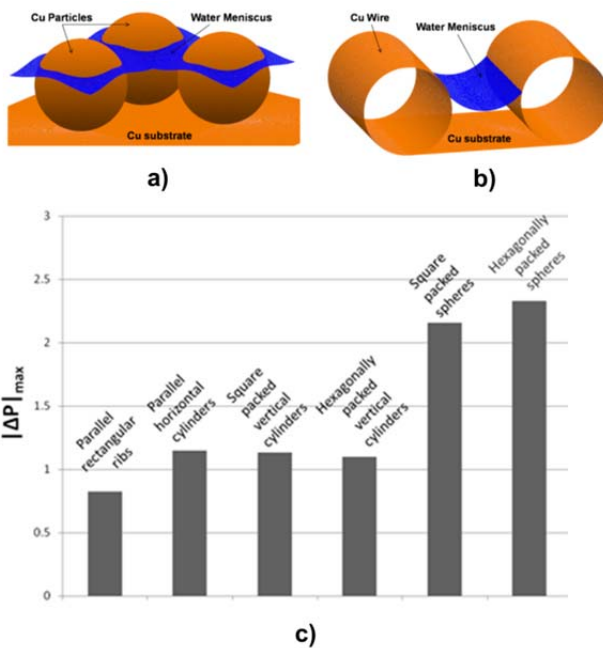 Cu Particles
Water Meniscus
Cu substrate
a)
Cu Wire
Water Meniscus
Cu substrate
b)
|ΔP|max
3
2.5
2
1.5
1
0.5
0
Parallel
rectangular
ribs
Parallel
horizontal
cylinders
Square
packed
vertical
cylinders
Hexagonally
packed
vertical
cylinders
Square
packed
spheres
Hexagonally
packed
spheres
c)